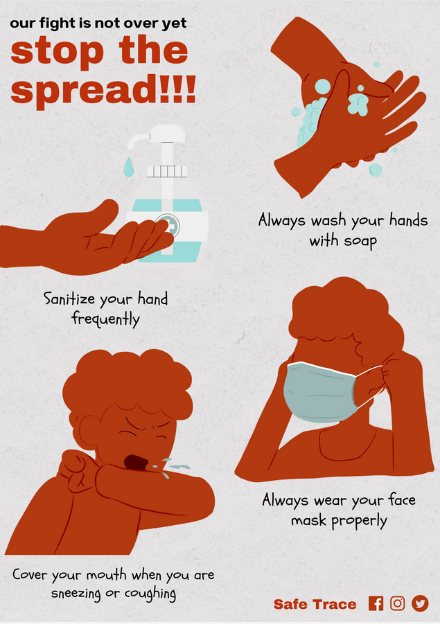 our fight is not over yet
stop the
spread!!!
Always wash your hands
with soap
Sanitize your hand
frequently
Always wear your face
mask properly
Cover your mouth when you are
sneezing or coughing
Safe Trace